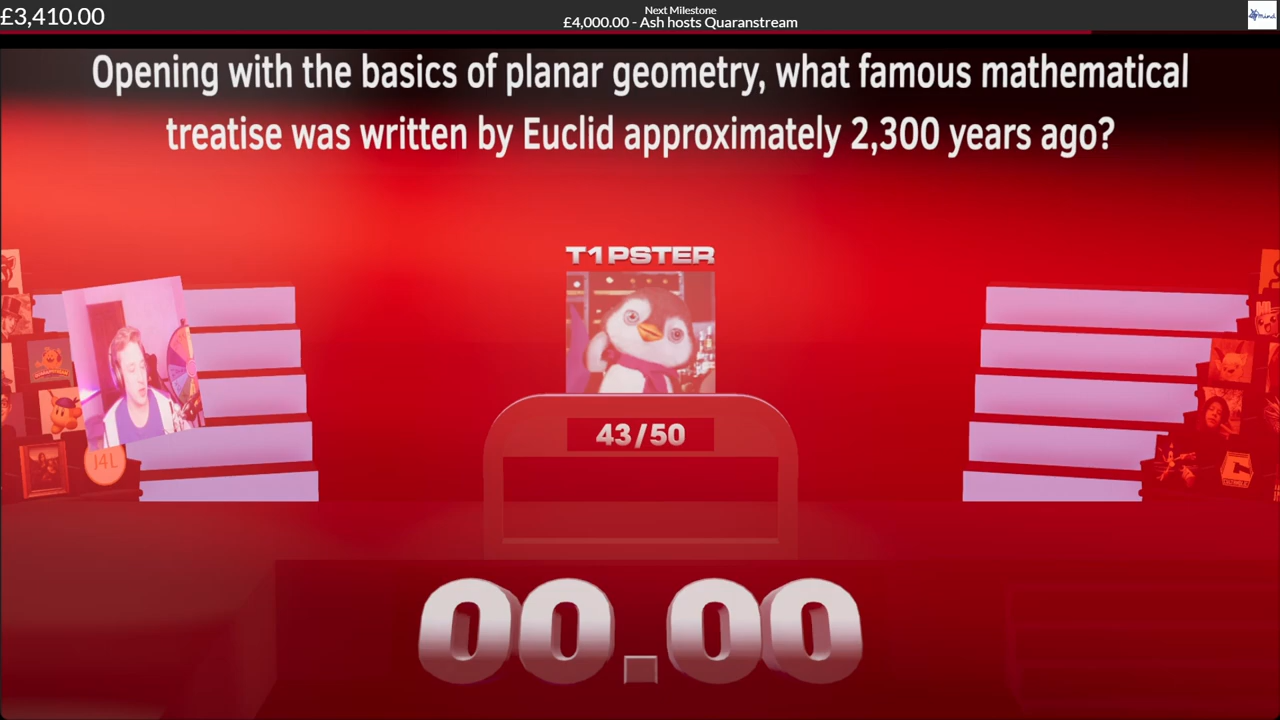 £3,410.00
Next Milestone
£4,000.00 - Ash hosts Quaranstream
Opening with the basics of planar geometry, what famous mathematical
treatise was written by Euclid approximately 2,300 years ago?
T1PSTER
43/50
J4L
00.00